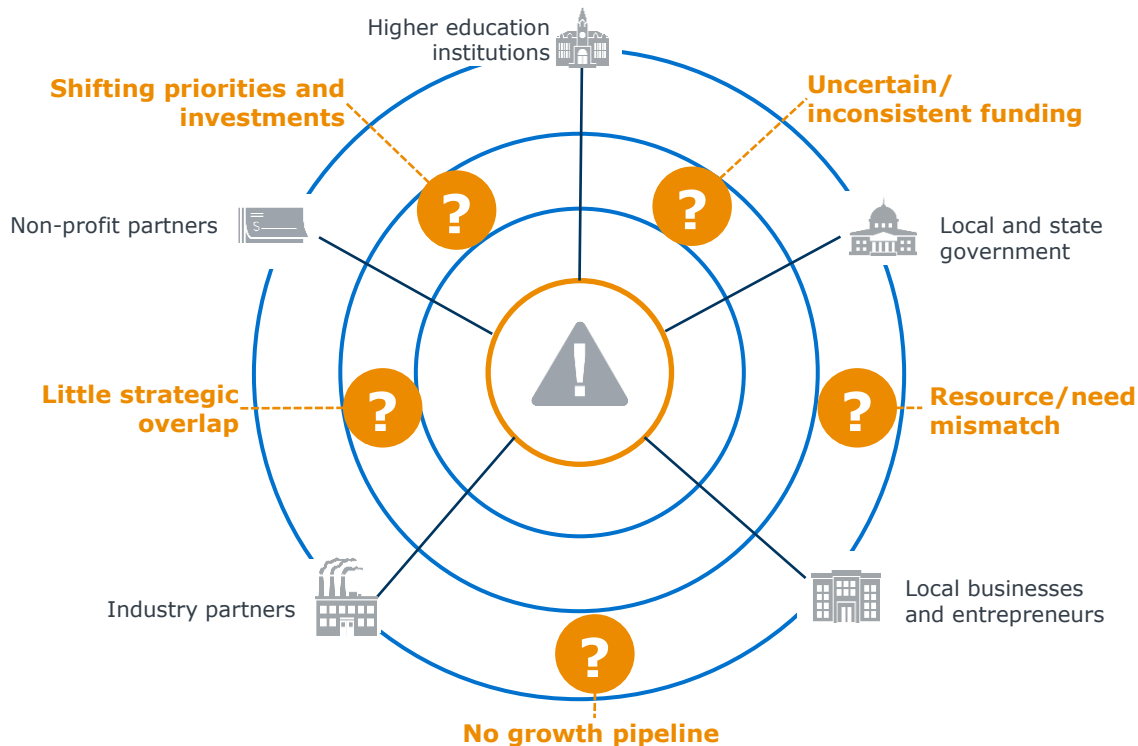 Higher education
institutions
Shifting priorities and
investments
Uncertain/
inconsistent funding
?
?
Non-profit partners
S
Local and state
government
!
Little strategic
overlap
?
?
Resource/need
mismatch
Industry partners
Local businesses
and entrepreneurs
?
No growth pipeline